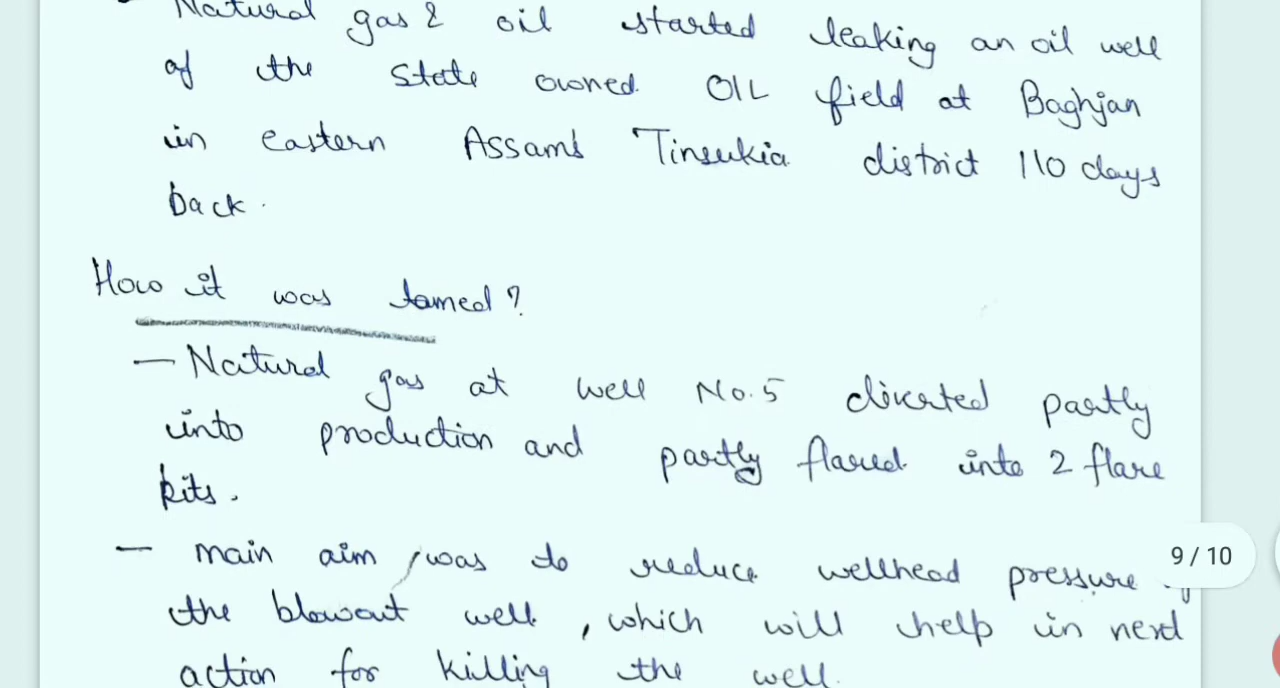 Natural gas & oil started leaking an oil well
of the state owned OIL field at Baghjan
in eastern Assam's Tinsukia district 110 days
back.
How it was tamed?
— Natural gas at well No.5 diverted partly
into production and partly flared into 2 flare
kits.
— main aim was to reduce wellhead pressure
the blowout well, which will help in next
action for killing the well.
9/10